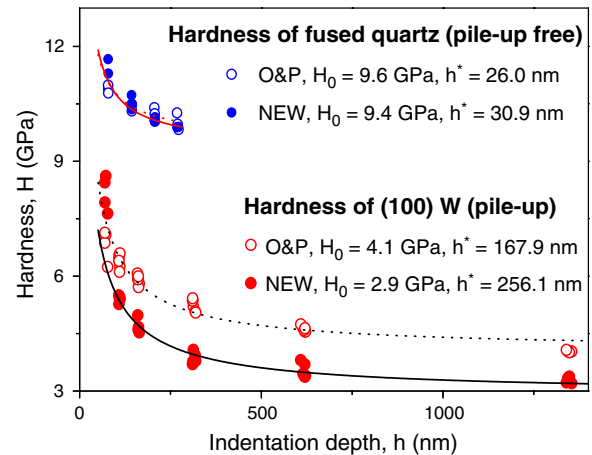 Hardness of fused quartz (pile-up free)
O&P, H0 = 9.6 GPa, h* = 26.0 nm
NEW, H0 = 9.4 GPa, h* = 30.9 nm
Hardness of (100) W (pile-up)
O&P, H0 = 4.1 GPa, h* = 167.9 nm
NEW, H0 = 2.9 GPa, h* = 256.1 nm
Hardness, H (GPa)
12
9
6
3
0 500 1000
Indentation depth, h (nm)